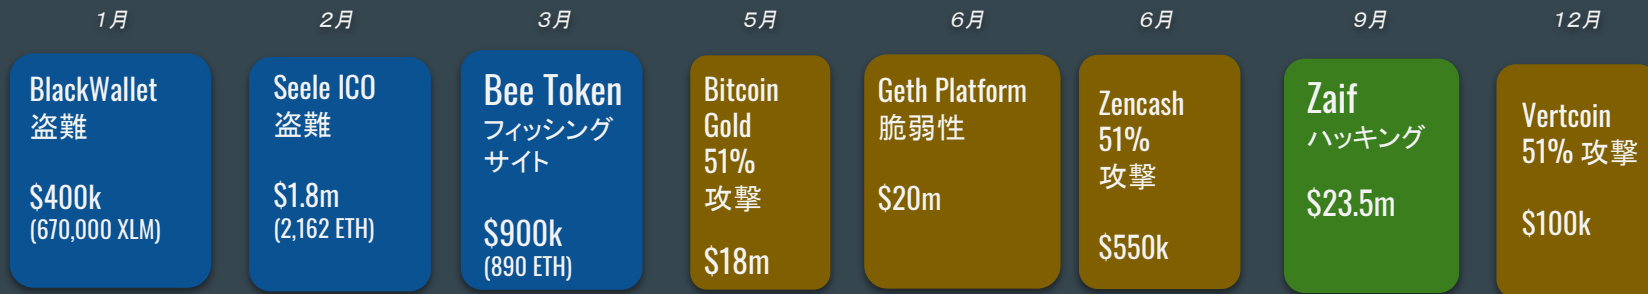 1月
BlackWallet
盗難
$400k
(670,000 XLM)
2月
Seele ICO
盗難
$1.8m
(2,162 ETH)
3月
Bee Token
フィッシング
サイト
$900k
(890 ETH)
5月
Bitcoin
Gold
51%
攻撃
$18m
6月
Geth Platform
脆弱性
$20m
6月
Zencash
51%
攻撃
$550k
9月
Zaif
ハッキング
$23.5m
12月
Vertcoin
51% 攻撃
$100k